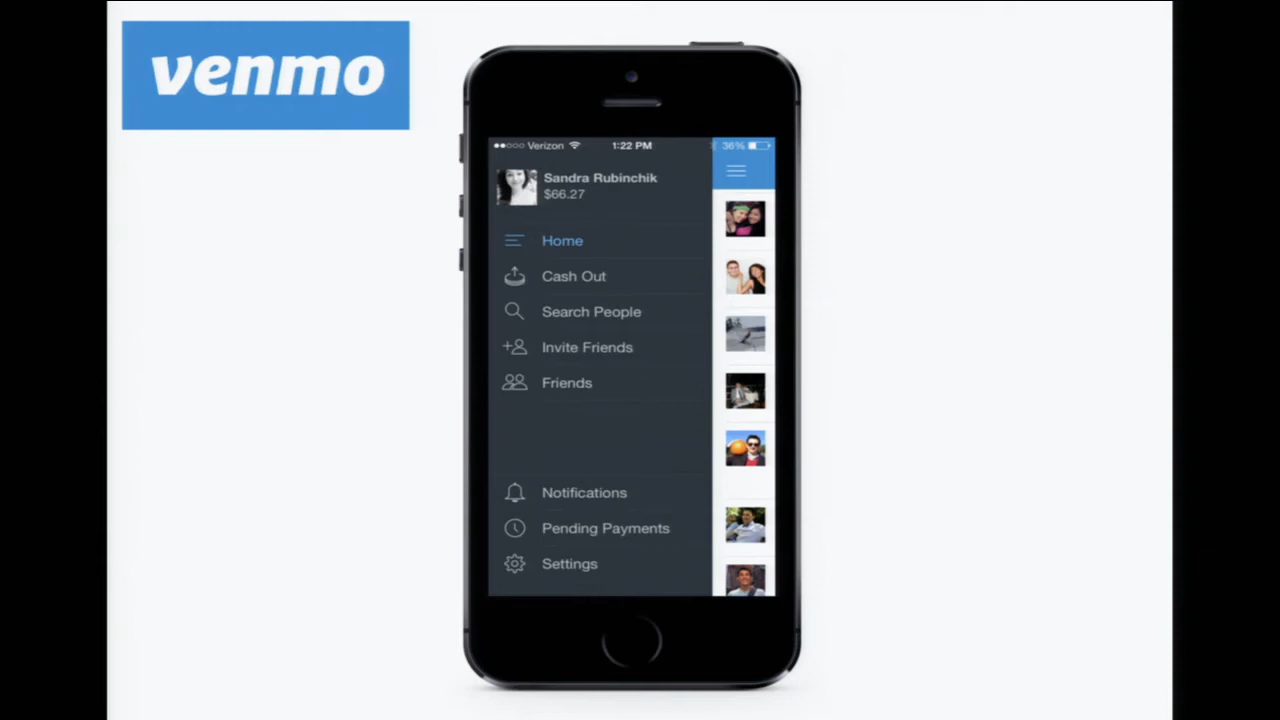 venmo
Verizon 1:22 PM 36%
Sandra Rubinchik
$66.27
Home
Cash Out
Search People
Invite Friends
Friends
Notifications
Pending Payments
Settings